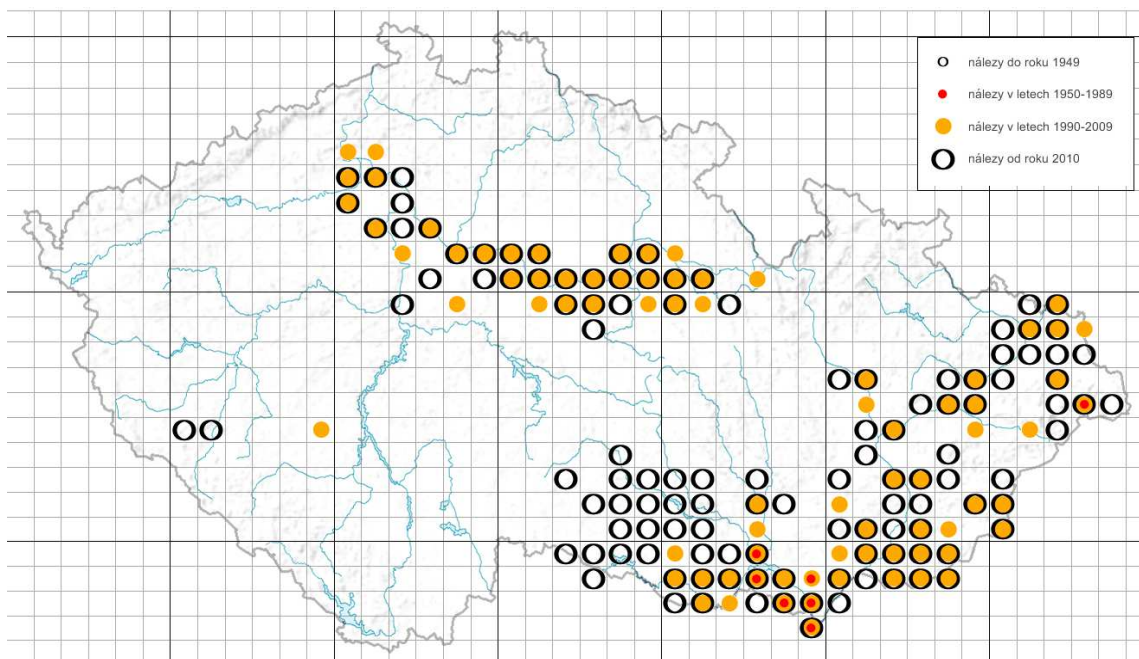 nálezy do roku 1949
nálezy v letech 1950-1989
nálezy v letech 1990-2009
nálezy od roku 2010